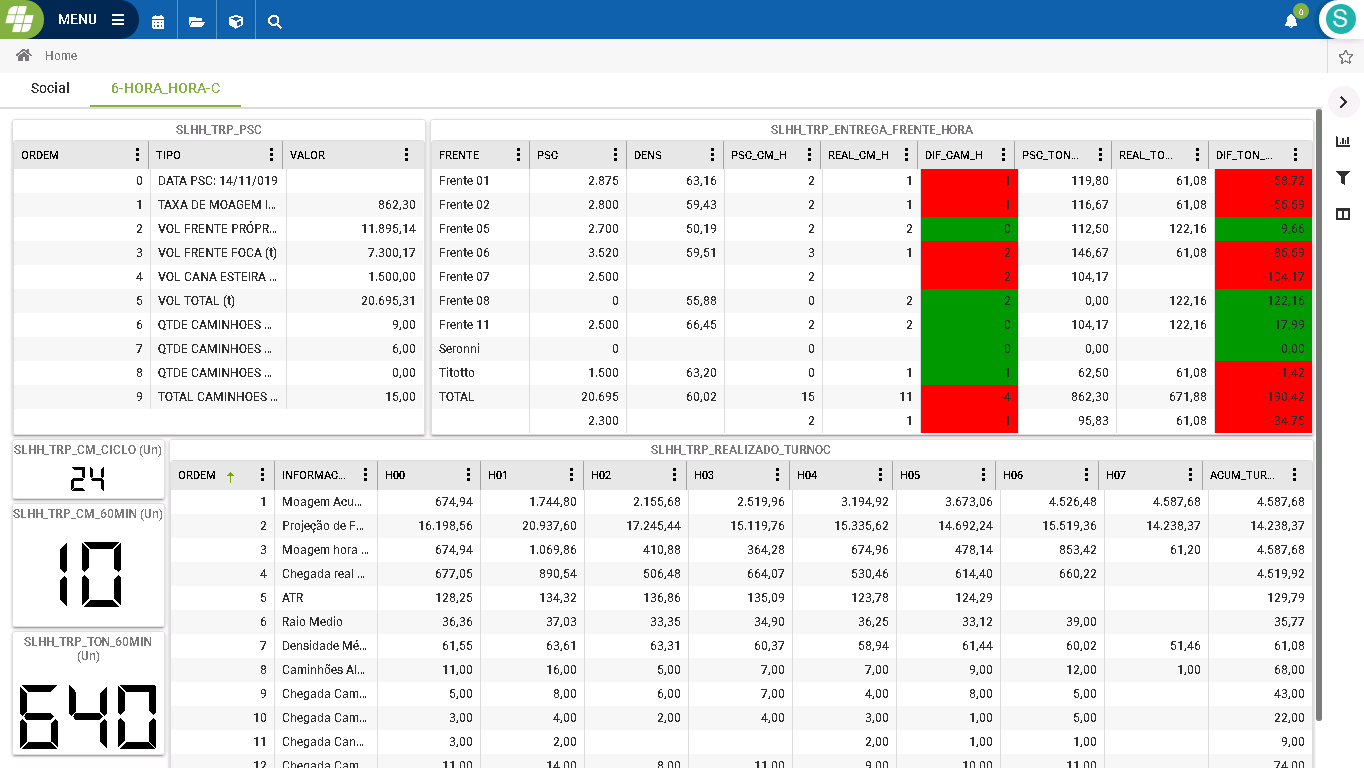 MENU
0
S
Home
Social 6-HORA_HORA-C
SLHH_TRP_PSC
ORDEM TIPO VALOR
0 DATA PSC: 14/11/019
1 TAXA DE MOAGEM I... 862,30
2 VOL FRENTE PRÓPR... 11.895,14
3 VOL FRENTE FOCA (t) 7.300,17
4 VOL CANA ESTEIRA ... 1.500,00
5 VOL TOTAL (t) 20.695,31
6 QTDE CAMINHOES ... 9,00
7 QTDE CAMINHOES ... 6,00
8 QTDE CAMINHOES ... 0,00
9 TOTAL CAMINHOES ... 15,00
SLHH_TRP_ENTREGA_FRENTE_HORA
FRENTE PSC DENS PSC_CM_H REAL_CM_H DIF_CAM_H PSC_TON... REAL_TO... DIF_TON_...
Frente 01 2.875 63,16 2 1 -1 119,80 61,08 -58,72
Frente 02 2.800 59,43 2 1 -1 116,67 61,08 -55,59
Frente 05 2.700 50,19 2 2 0 112,50 122,16 9,66
Frente 06 3.520 59,51 3 1 -2 146,67 61,08 -85,59
Frente 07 2.500 2 -2 104,17 -104,17
Frente 08 0 55,88 0 2 2 0,00 122,16 122,16
Frente 11 2.500 66,45 2 2 0 104,17 122,16 17,99
Seronni 0 0 0 0,00 0,00
Titotto 1.500 63,20 0 1 1 62,50 61,08 -1,42
TOTAL 20.695 60,02 15 11 -4 862,30 671,88 -190,42
2.300 2 1 -1 95,83 61,08 -34,75
SLHH_TRP_CM_CICLO (Un)
24
SLHH_TRP_CM_60MIN (Un)
10
SLHH_TRP_TON_60MIN
(Un)
640
SLHH_TRP_REALIZADO_TURNOC
ORDEM INFORMAC... H00 H01 H02 H03 H04 H05 H06 H07 ACUM_TUR...
1 Moagem Acu... 674,94 1.744,80 2.155,68 2.519,96 3.194,92 3.673,06 4.526,48 4.587,68 4.587,68
2 Projeção de F... 16.198,56 20.937,60 17.245,44 15.119,76 15.335,62 14.692,24 15.519,36 14.238,37 14.238,37
3 Moagem hora ... 674,94 1.069,86 410,88 364,28 674,96 478,14 853,42 61,20 4.587,68
4 Chegada real ... 677,05 890,54 506,48 664,07 530,46 614,40 660,22 4.519,92
5 ATR 128,25 134,32 136,86 135,09 123,78 124,29 129,79
6 Raio Medio 36,36 37,03 33,35 34,90 36,25 33,12 39,00 35,77
7 Densidade Mé... 61,55 63,61 63,31 60,37 58,94 61,44 60,02 51,46 61,08
8 Caminhões Al... 11,00 16,00 5,00 7,00 7,00 9,00 12,00 1,00 68,00
9 Chegada Cam... 5,00 8,00 6,00 7,00 4,00 8,00 5,00 43,00
10 Chegada Cam... 3,00 4,00 2,00 4,00 3,00 1,00 5,00 22,00
11 Chegada Can... 3,00 2,00 2,00 1,00 1,00 9,00
12 Chegada Cam... 11,00 14,00 8,00 11,00 9,00 10,00 11,00 74,00